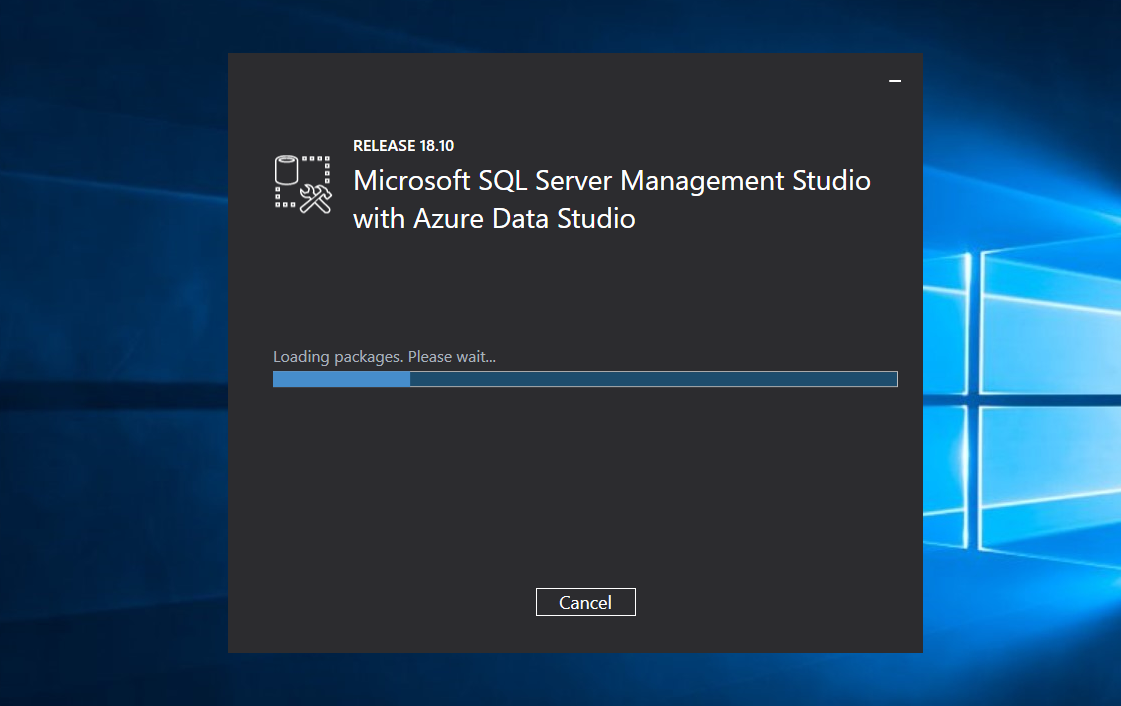 RELEASE 18.10
Microsoft SQL Server Management Studio
with Azure Data Studio
Loading packages. Please wait...
Cancel